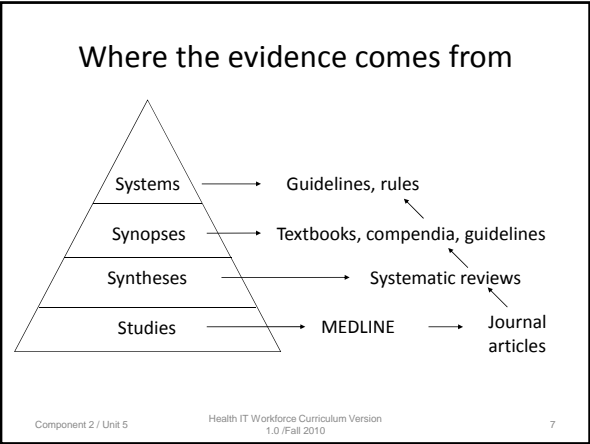 Where the evidence comes from
Systems Guidelines, rules
Synopses Textbooks, compendia, guidelines
Syntheses Systematic reviews
Studies MEDLINE Journal
articles
Component 2 / Unit 5
Health IT Workforce Curriculum Version
1.0 /Fall 2010
7